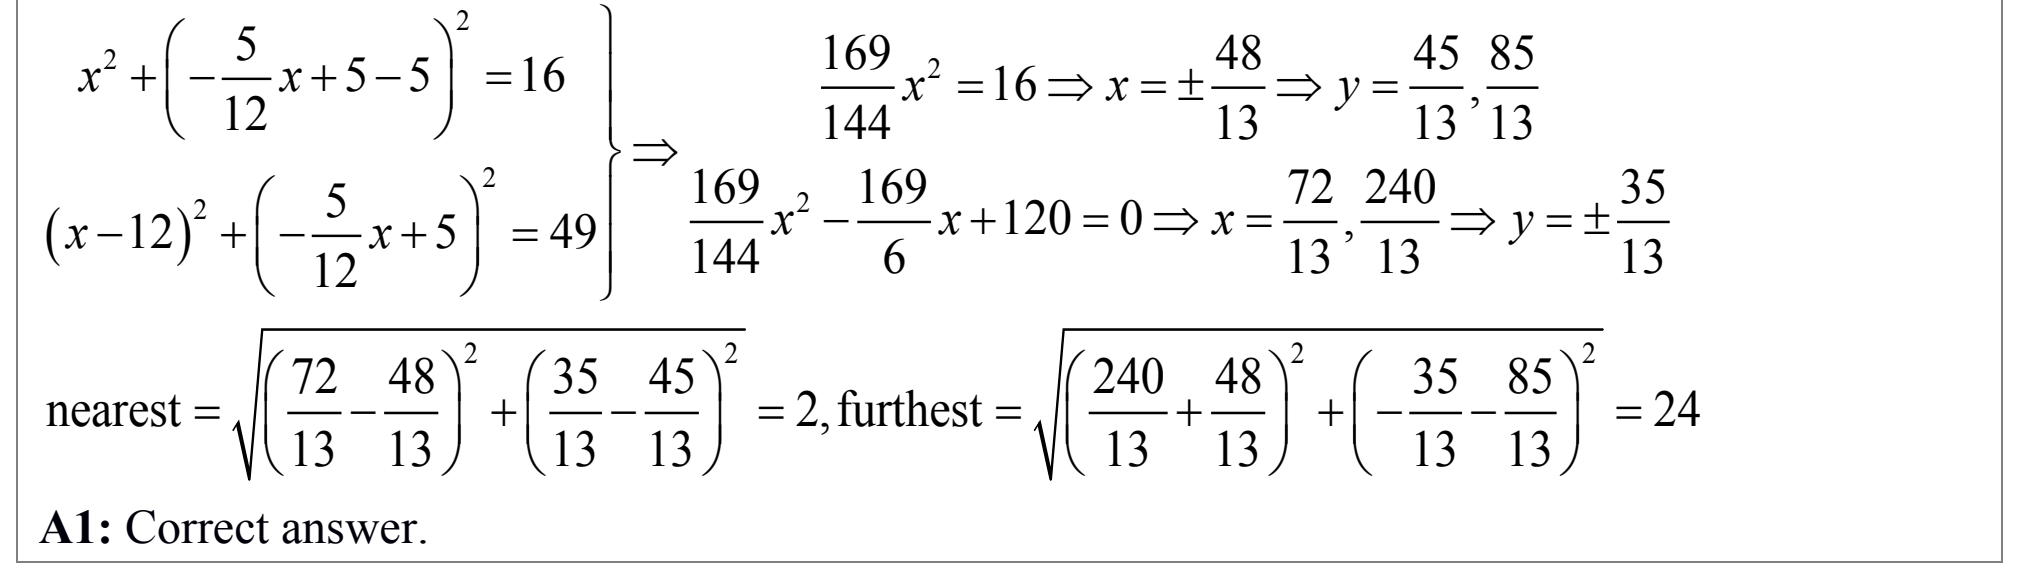 x² + (−5/12 x + 5 − 5)² = 16
(x − 12)² + (−5/12 x + 5)² = 49 } ⇒
169/144 x² = 16 ⇒ x = ± 48/13 ⇒ y = 45/13, 85/13
169/144 x² − 169/6 x + 120 = 0 ⇒ x = 72/13, 240/13 ⇒ y = ± 35/13
nearest = √((72/13 − 48/13)² + (35/13 − 45/13)²) = 2, furthest = √((240/13 + 48/13)² + (−35/13 − 85/13)²) = 24
A1: Correct answer.